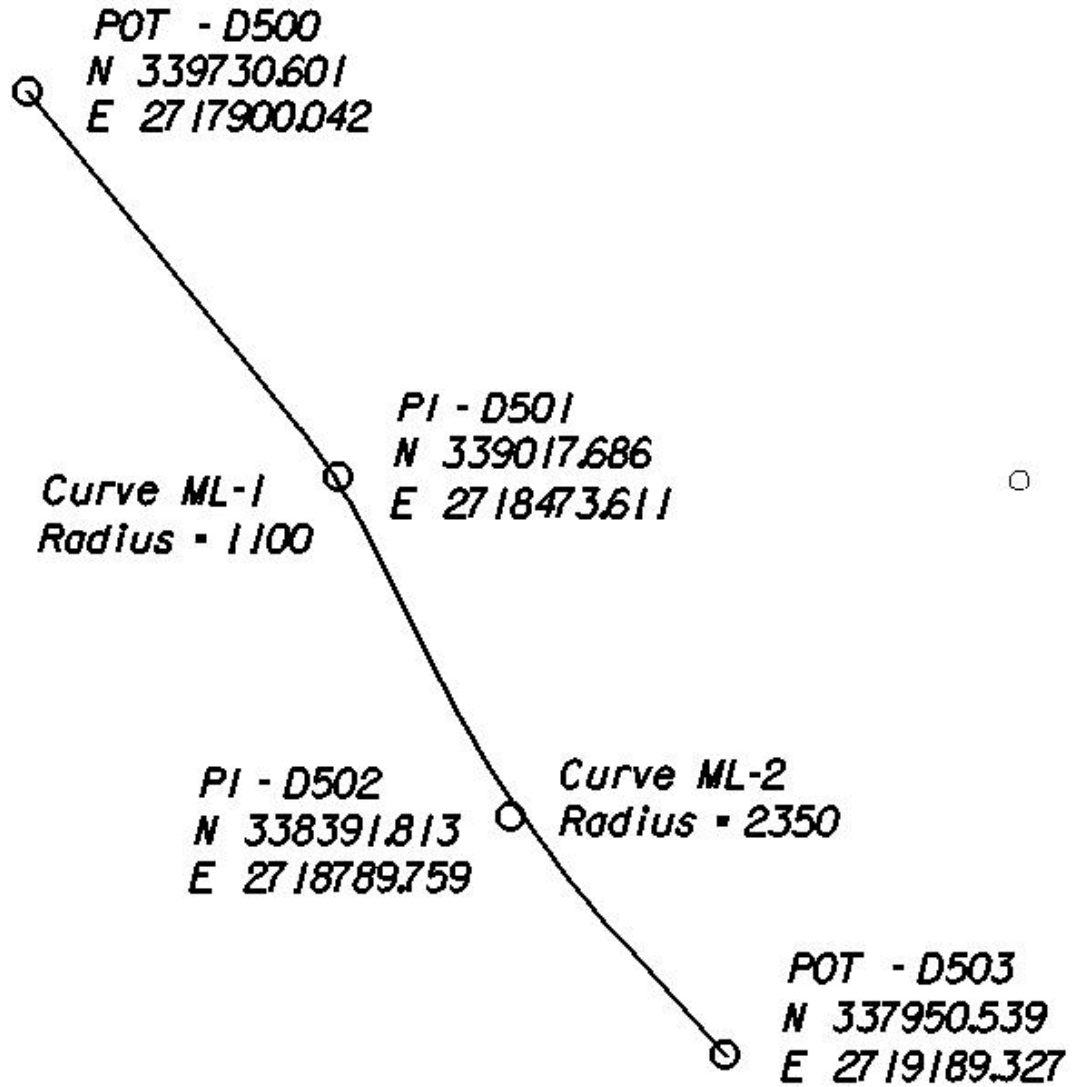 POT - D500
N 339730.601
E 2717900.042
PI - D501
N 339017.686
E 2718473.611
Curve ML-1
Radius = 1100
PI - D502
N 338391.813
E 2718789.759
Curve ML-2
Radius = 2350
POT - D503
N 337950.539
E 2719189.327